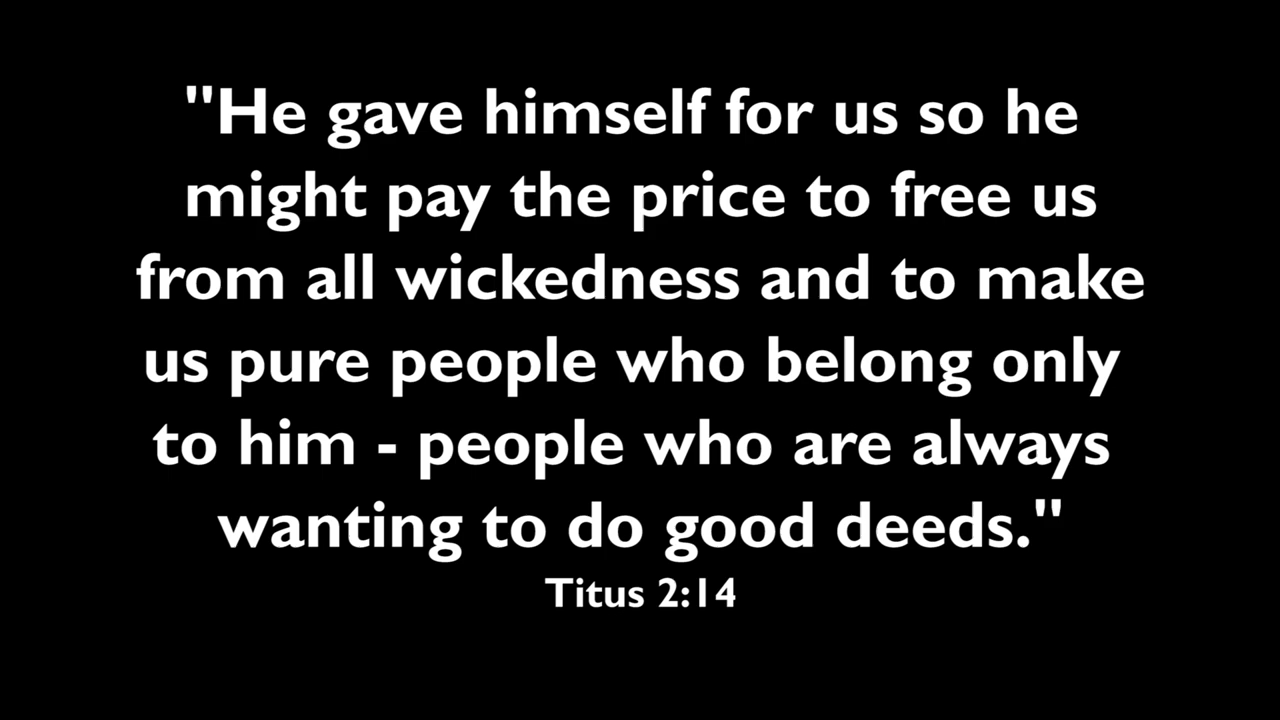 "He gave himself for us so he
might pay the price to free us
from all wickedness and to make
us pure people who belong only
to him - people who are always
wanting to do good deeds."
Titus 2:14